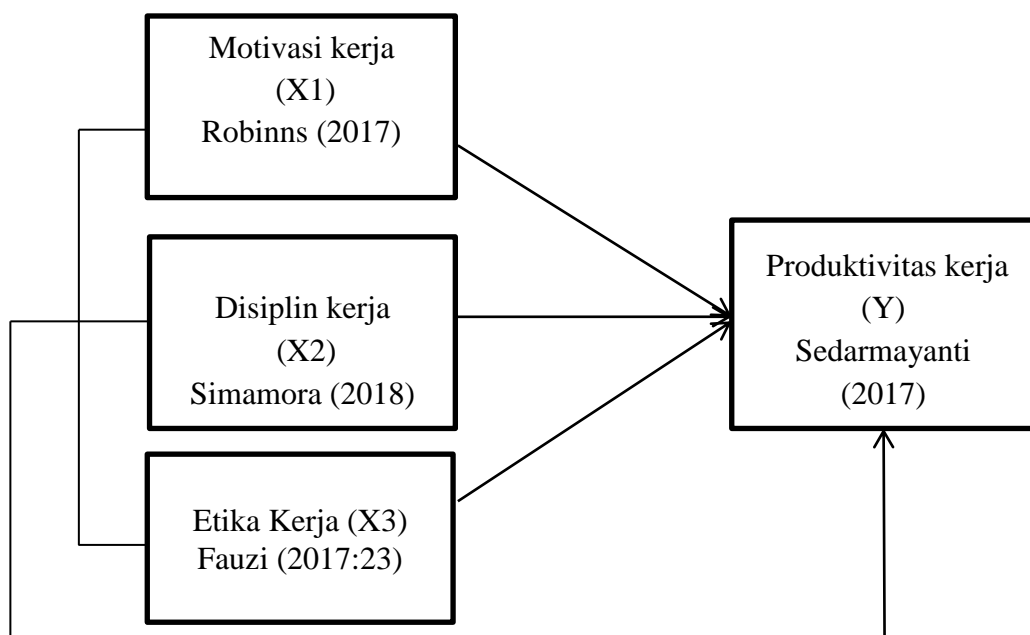 Motivasi kerja
(X1)
Robinns (2017)
Disiplin kerja
(X2)
Simamora (2018)
Etika Kerja (X3)
Fauzi (2017:23)
Produktivitas kerja
(Y)
Sedarmayanti
(2017)